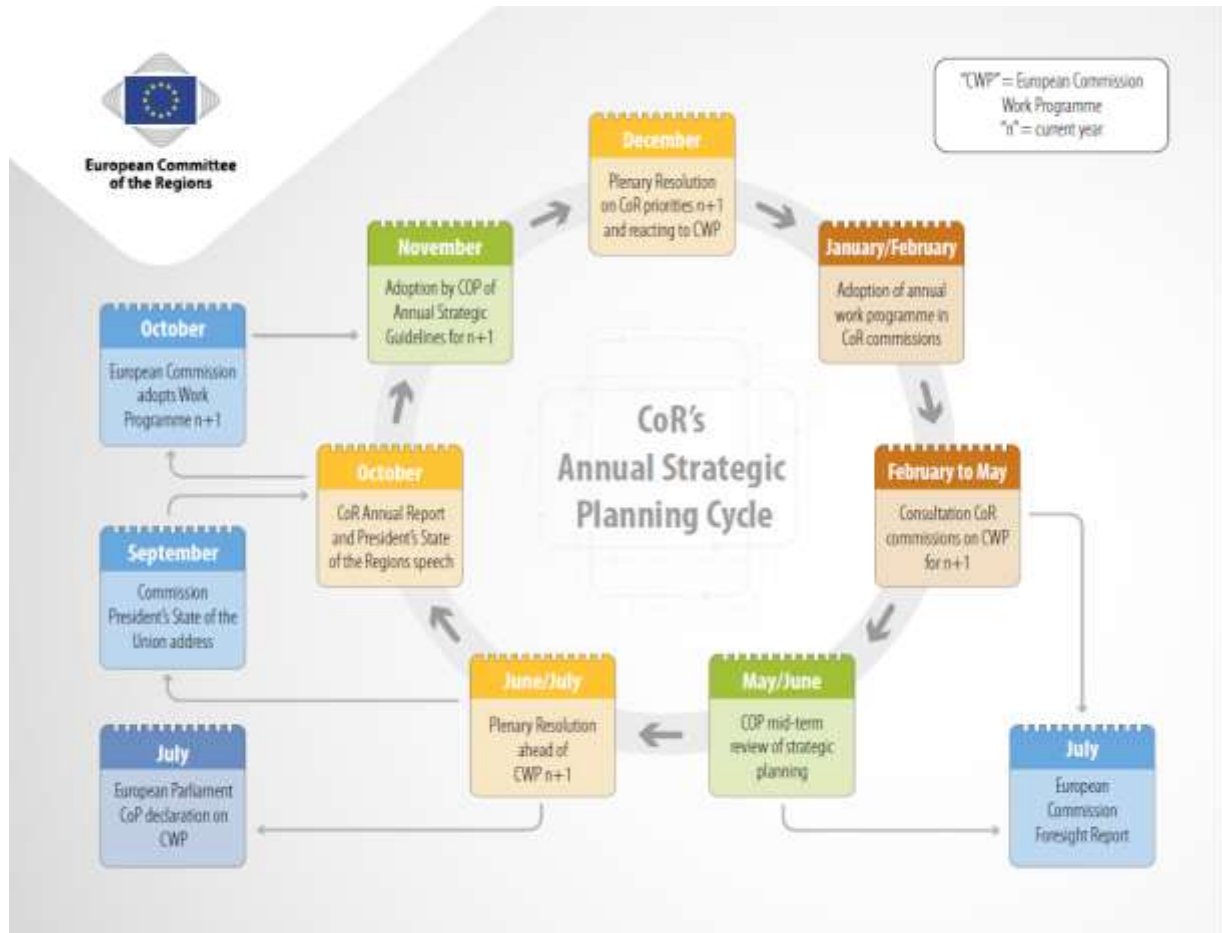 European Committee
of the Regions
"CWP" = European Commission
Work Programme
"n" = current year
December
Plenary Resolution
on CoR priorities n+1
and reacting to CWP
January/February
Adoption of annual
work programme in
CoR commissions
February to May
Consultation CoR
commissions on CWP
for n+1
May/June
COP mid-term
review of strategic
planning
July
European
Commission
Foresight Report
June/July
Plenary Resolution
ahead of
CWP n+1
July
European Parliament
CoP declaration on
CWP
September
Commission
President's State of the
Union address
October
CoR Annual Report
and President's State
of the Regions speech
October
European Commission
adopts Work
Programme n+1
November
Adoption by COP of
Annual Strategic
Guidelines for n+1
CoR's
Annual Strategic
Planning Cycle